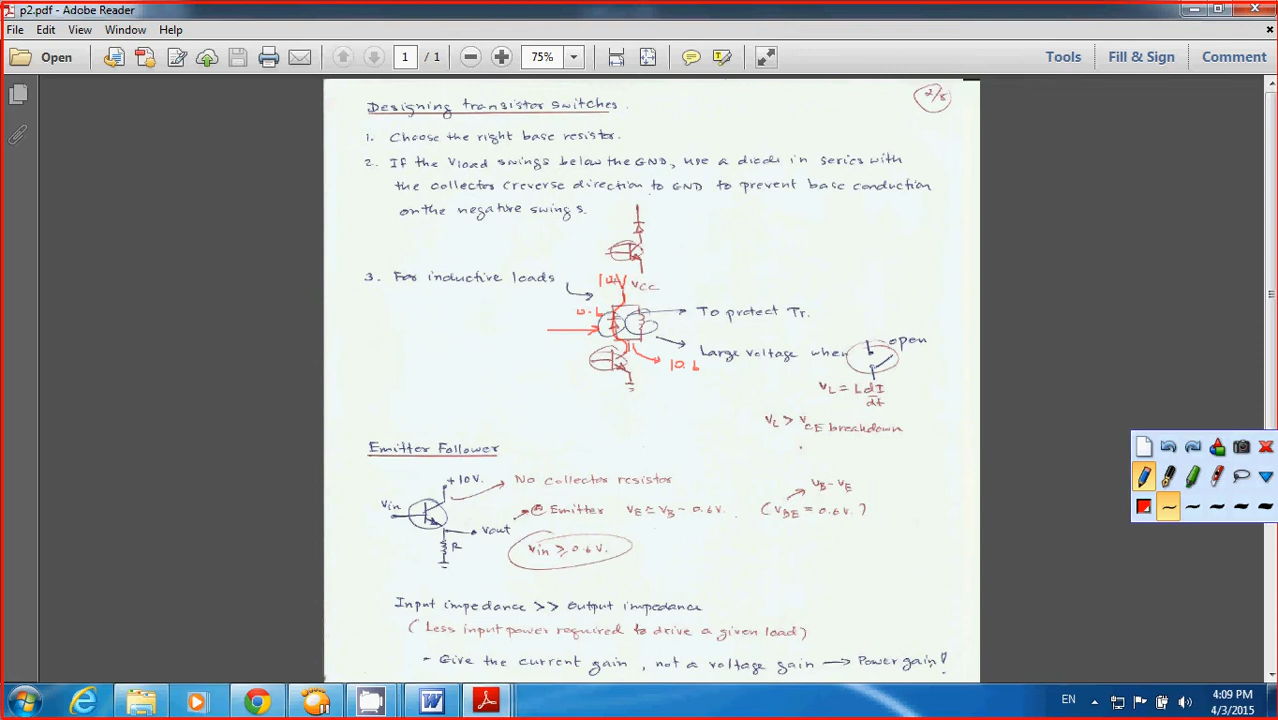 p2.pdf - Adobe Reader
File Edit View Window Help
Open 1 / 1 75% Tools Fill & Sign Comment
2/5
Designing transistor switches.
1. Choose the right base resistor.
2. If the Vload swings below the GND, use a diode in series with
the collector (reverse direction to GND to prevent base conduction
on the negative swings.
3. For inductive loads
VCC
To protect Tr.
Large voltage when open
10.6
VL = L dI/dt
VL > VCE breakdown
Emitter Follower
+10V.
No collector resistor
VB - VE
Vin
@ Emitter VE ≃ VB - 0.6V. (VBE = 0.6V.)
Vout
R
Vin ≥ 0.6V.
Input impedance >> Output impedance
(Less input power required to drive a given load)
- Give the current gain, not a voltage gain → Power gain!
EN
4:09 PM
4/3/2015